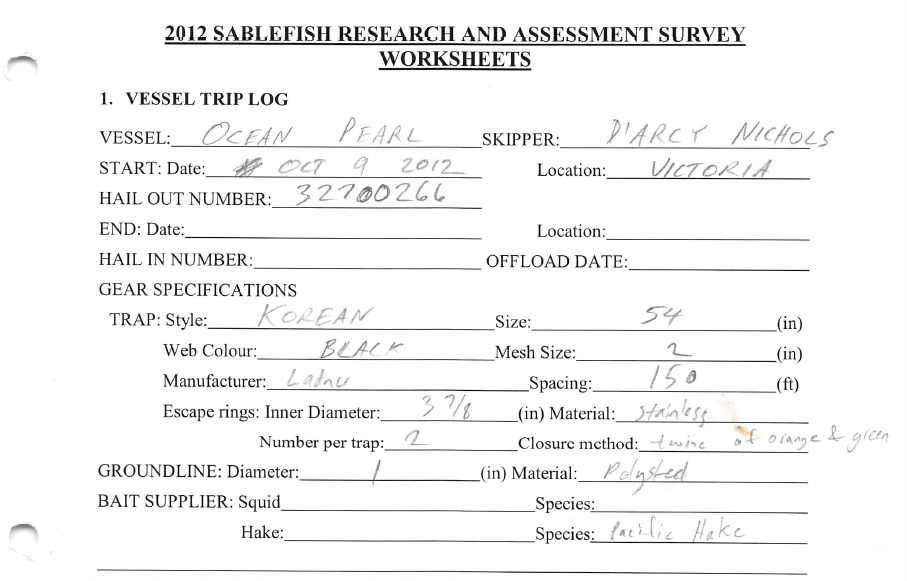 2012 SABLEFISH RESEARCH AND ASSESSMENT SURVEY
WORKSHEETS
1. VESSEL TRIP LOG
VESSEL: OCEAN PEARL SKIPPER: D'ARCY NICHOLS
START: Date: OCT 9 2012 Location: VICTORIA
HAIL OUT NUMBER: 32700266
END: Date: Location:
HAIL IN NUMBER: OFFLOAD DATE:
GEAR SPECIFICATIONS
TRAP: Style: KOREAN Size: 54 (in)
Web Colour: BLACK Mesh Size: 2 (in)
Manufacturer: Spacing: 150 (ft)
Escape rings: Inner Diameter: 3 7/8 (in) Material: Stainless
Number per trap: 2 Closure method: twine of orange & green
GROUNDLINE: Diameter: 1 (in) Material: Polysteel
BAIT SUPPLIER: Squid Species:
Hake: Species: Pacific Hake